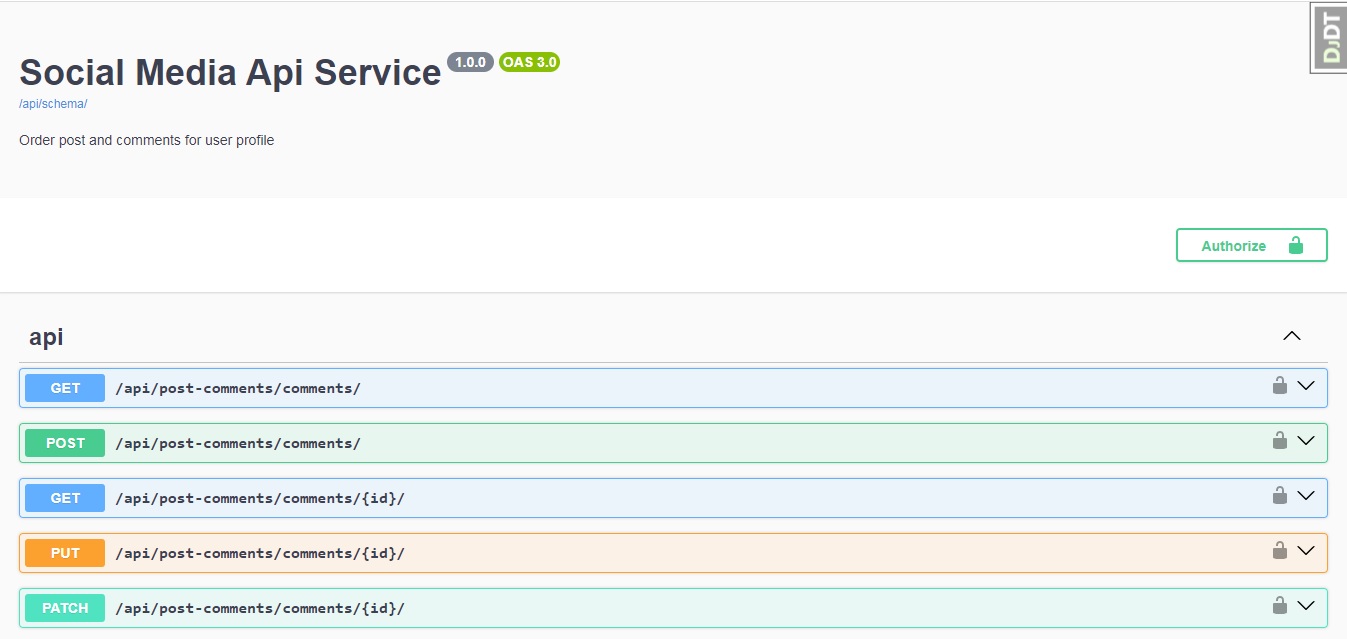 DJDT
Social Media Api Service 1.0.0 OAS 3.0
/api/schema/
Order post and comments for user profile
Authorize
api
GET /api/post-comments/comments/
POST /api/post-comments/comments/
GET /api/post-comments/comments/{id}/
PUT /api/post-comments/comments/{id}/
PATCH /api/post-comments/comments/{id}/